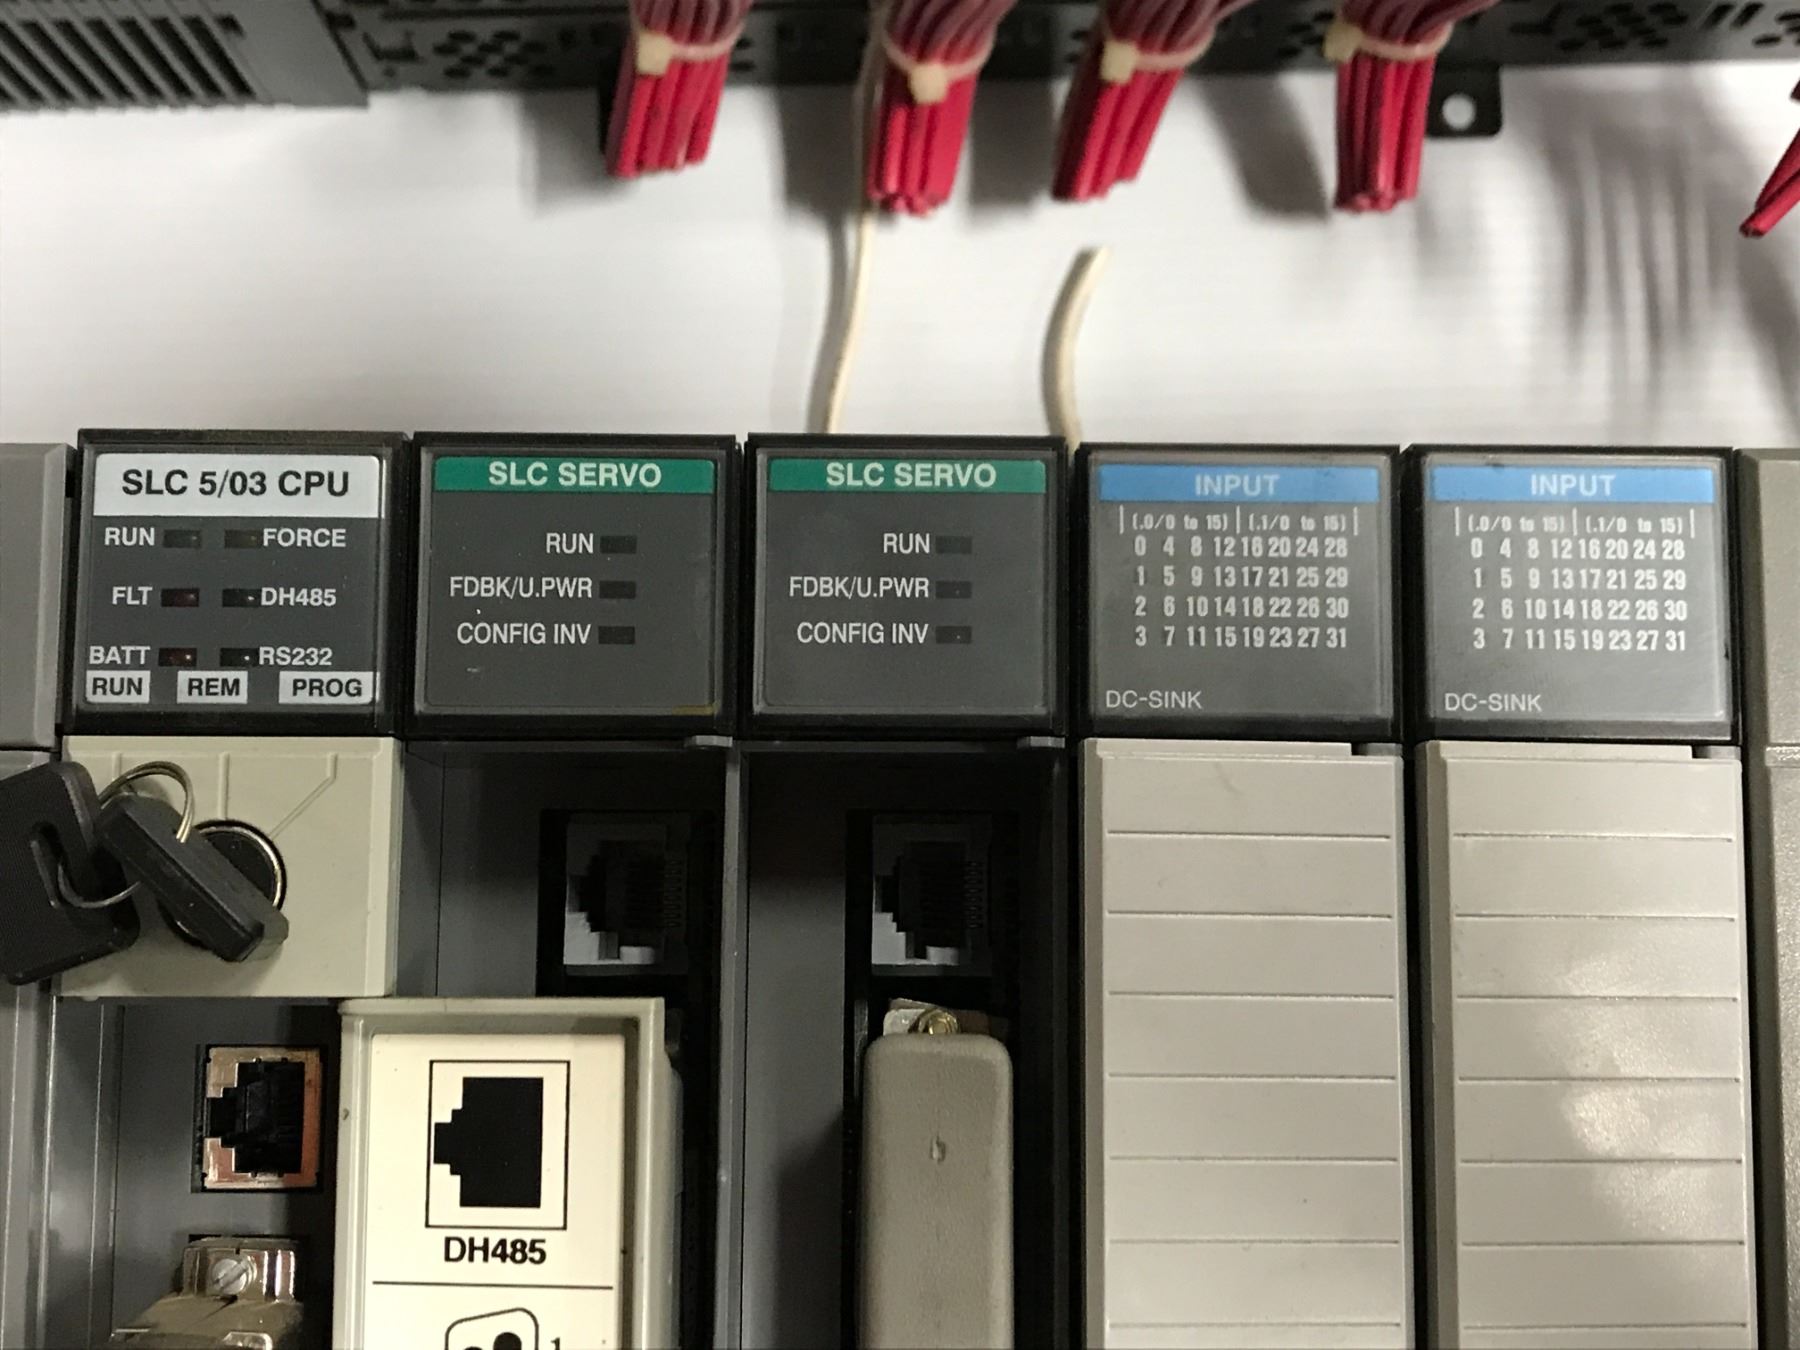 SLC 5/03 CPU
RUN FORCE
FLT DH485
BATT RS232
RUN REM PROG
SLC SERVO
RUN
FDBK/U.PWR
CONFIG INV
SLC SERVO
RUN
FDBK/U.PWR
CONFIG INV
INPUT
(.0/0 to 15) (.1/0 to 15)
0 4 8 12 16 20 24 28
1 5 9 13 17 21 25 29
2 6 10 14 18 22 26 30
3 7 11 15 19 23 27 31
DC-SINK
INPUT
(.0/0 to 15) (.1/0 to 15)
0 4 8 12 16 20 24 28
1 5 9 13 17 21 25 29
2 6 10 14 18 22 26 30
3 7 11 15 19 23 27 31
DC-SINK
DH485
1